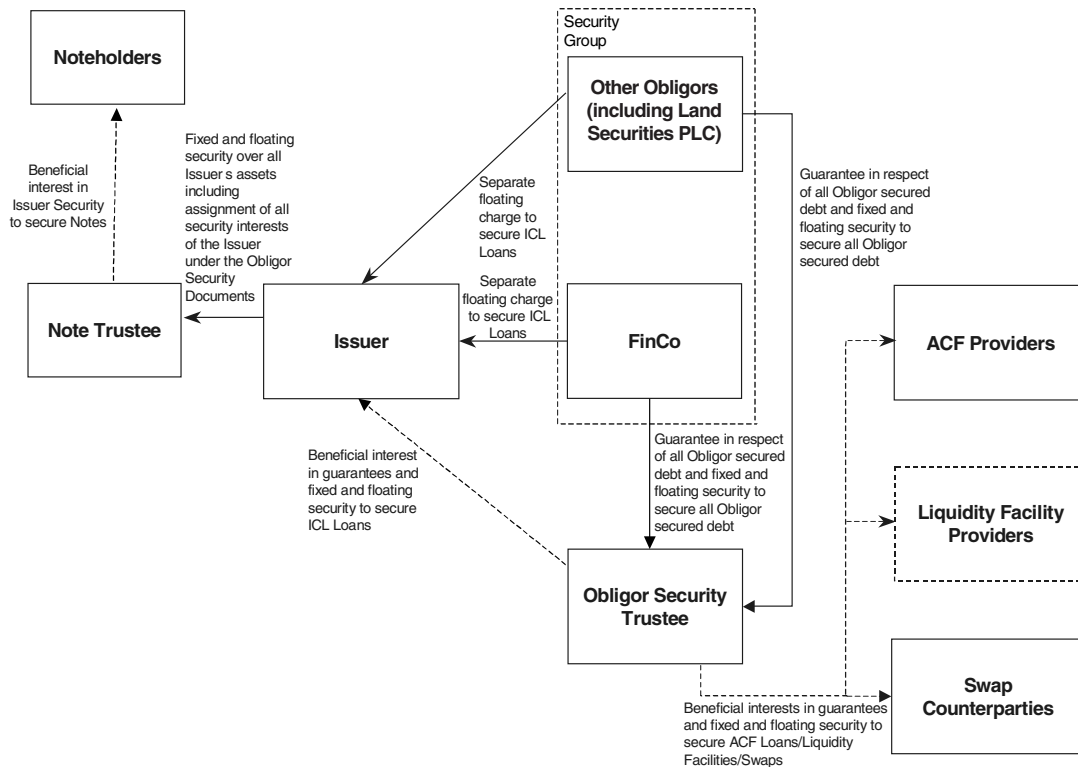 Security
Group
Noteholders
Other Obligors
(including Land
Securities PLC)
Fixed and floating
security over all
Issuer s assets
including
assignment of all
security interests
of the Issuer
under the Obligor
Security
Documents
Beneficial
interest in
Issuer Security
to secure Notes
Separate
floating
charge to
secure ICL
Loans
Guarantee in respect
of all Obligor secured
debt and fixed and
floating security to
secure all Obligor
secured debt
Separate
floating charge
to secure ICL
Loans
Note Trustee
Issuer
FinCo
ACF Providers
Beneficial interest
in guarantees and
fixed and floating
security to secure
ICL Loans
Guarantee in respect
of all Obligor secured
debt and fixed and
floating security to
secure all Obligor
secured debt
Liquidity Facility
Providers
Obligor Security
Trustee
Swap
Counterparties
Beneficial interests in guarantees
and fixed and floating security to
secure ACF Loans/Liquidity
Facilities/Swaps